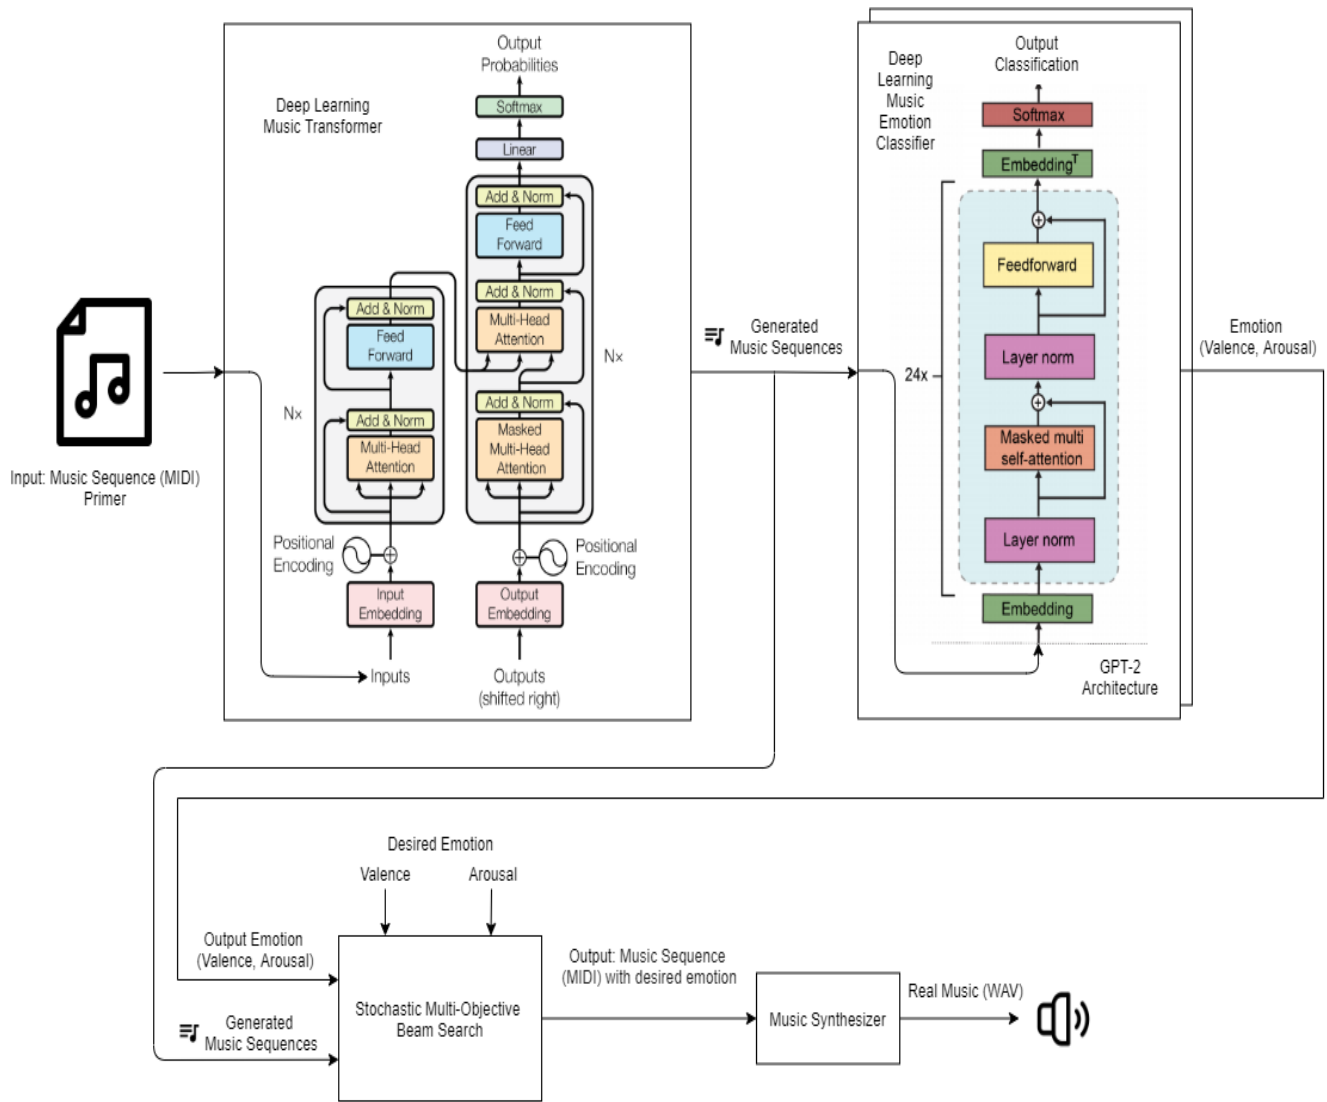 Deep Learning
Music Transformer
Output
Probabilities
Softmax
Linear
Add & Norm
Feed
Forward
Add & Norm
Multi-Head
Attention
Add & Norm
Masked
Multi-Head
Attention
Nx
Add & Norm
Feed
Forward
Add & Norm
Multi-Head
Attention
Nx
Positional
Encoding
Positional
Encoding
Input
Embedding
Output
Embedding
Inputs
Outputs
(shifted right)
Input: Music Sequence (MIDI)
Primer
Generated
Music Sequences
Deep
Learning
Music
Emotion
Classifier
Output
Classification
Softmax
Embedding^T
Feedforward
Layer norm
24x
Masked multi
self-attention
Layer norm
Embedding
GPT-2
Architecture
Emotion
(Valence, Arousal)
Desired Emotion
Valence
Arousal
Output Emotion
(Valence, Arousal)
Generated
Music Sequences
Stochastic Multi-Objective
Beam Search
Output: Music Sequence
(MIDI) with desired emotion
Music Synthesizer
Real Music (WAV)